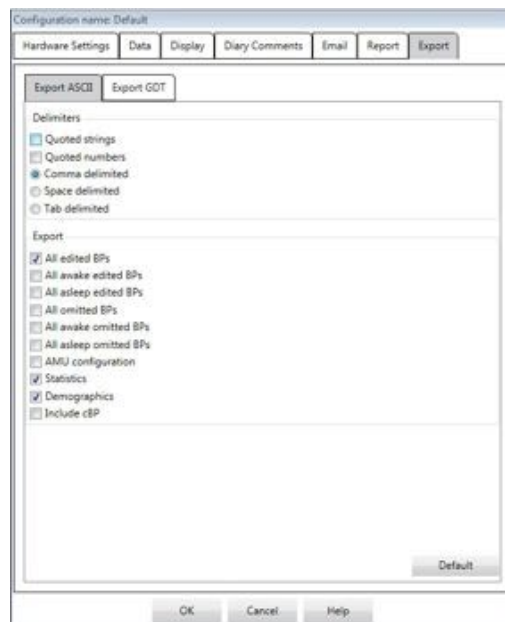 Configuration name: Default
Hardware Settings Data Display Diary Comments Email Report Export
Export ASCII Export GDT
Delimiters
Quoted strings
Quoted numbers
Comma delimited
Space delimited
Tab delimited
Export
All edited BPs
All awake edited BPs
All asleep edited BPs
All omitted BPs
All awake omitted BPs
All asleep omitted BPs
AMU configuration
Statistics
Demographics
Include cBP
Default
OK Cancel Help